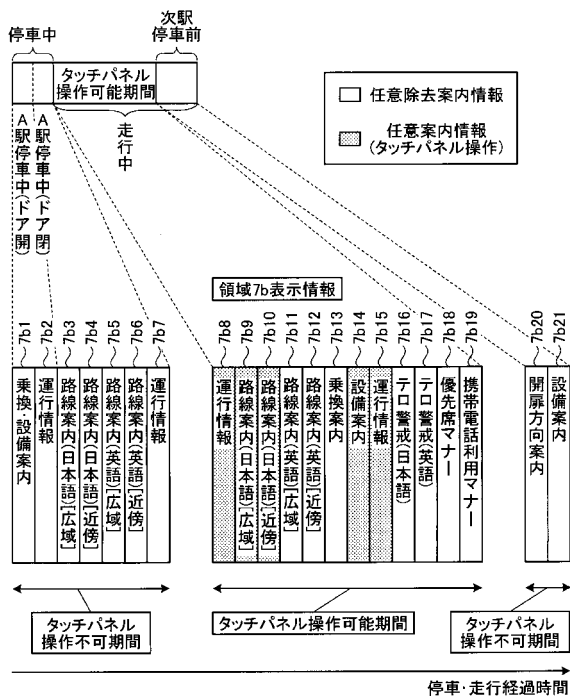 停車中
次駅
停車前
タッチパネル
操作可能期間
走行中
A駅停車中(ドア開)
A駅停車中(ドア閉)
任意除去案内情報
任意案内情報
(タッチパネル操作)
領域7b表示情報
7b1
7b2
7b3
7b4
7b5
7b6
7b7
7b8
7b9
7b10
7b11
7b12
7b13
7b14
7b15
7b16
7b17
7b18
7b19
7b20
7b21
乗換・設備案内
運行情報
路線案内(日本語)[広域]
路線案内(日本語)[近傍]
路線案内(英語)[広域]
路線案内(英語)[近傍]
運行情報
運行情報
路線案内(日本語)[広域]
路線案内(日本語)[近傍]
路線案内(英語)[広域]
路線案内(英語)[近傍]
乗換案内
設備案内
運行情報
テロ警戒(日本語)
テロ警戒(英語)
優先席マナー
携帯電話利用マナー
開扉方向案内
設備案内
タッチパネル
操作不可期間
タッチパネル操作可能期間
タッチパネル
操作不可期間
停車・走行経過時間